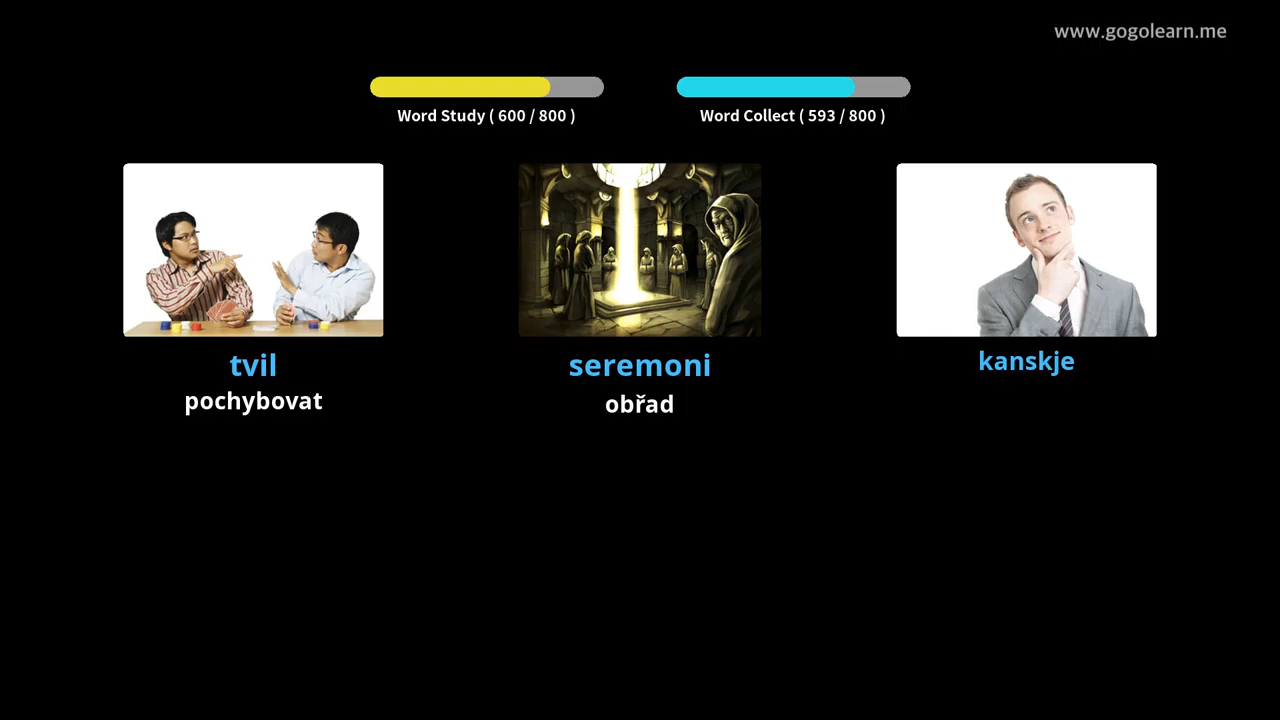 www.gogolearn.me
Word Study ( 600 / 800 )
Word Collect ( 593 / 800 )
tvil
pochybovat
seremoni
obřad
kanskje